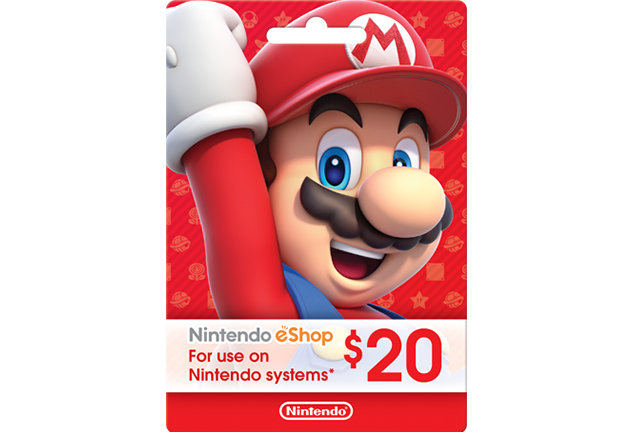 M
Nintendo eShop
For use on
Nintendo systems*
$20
Nintendo